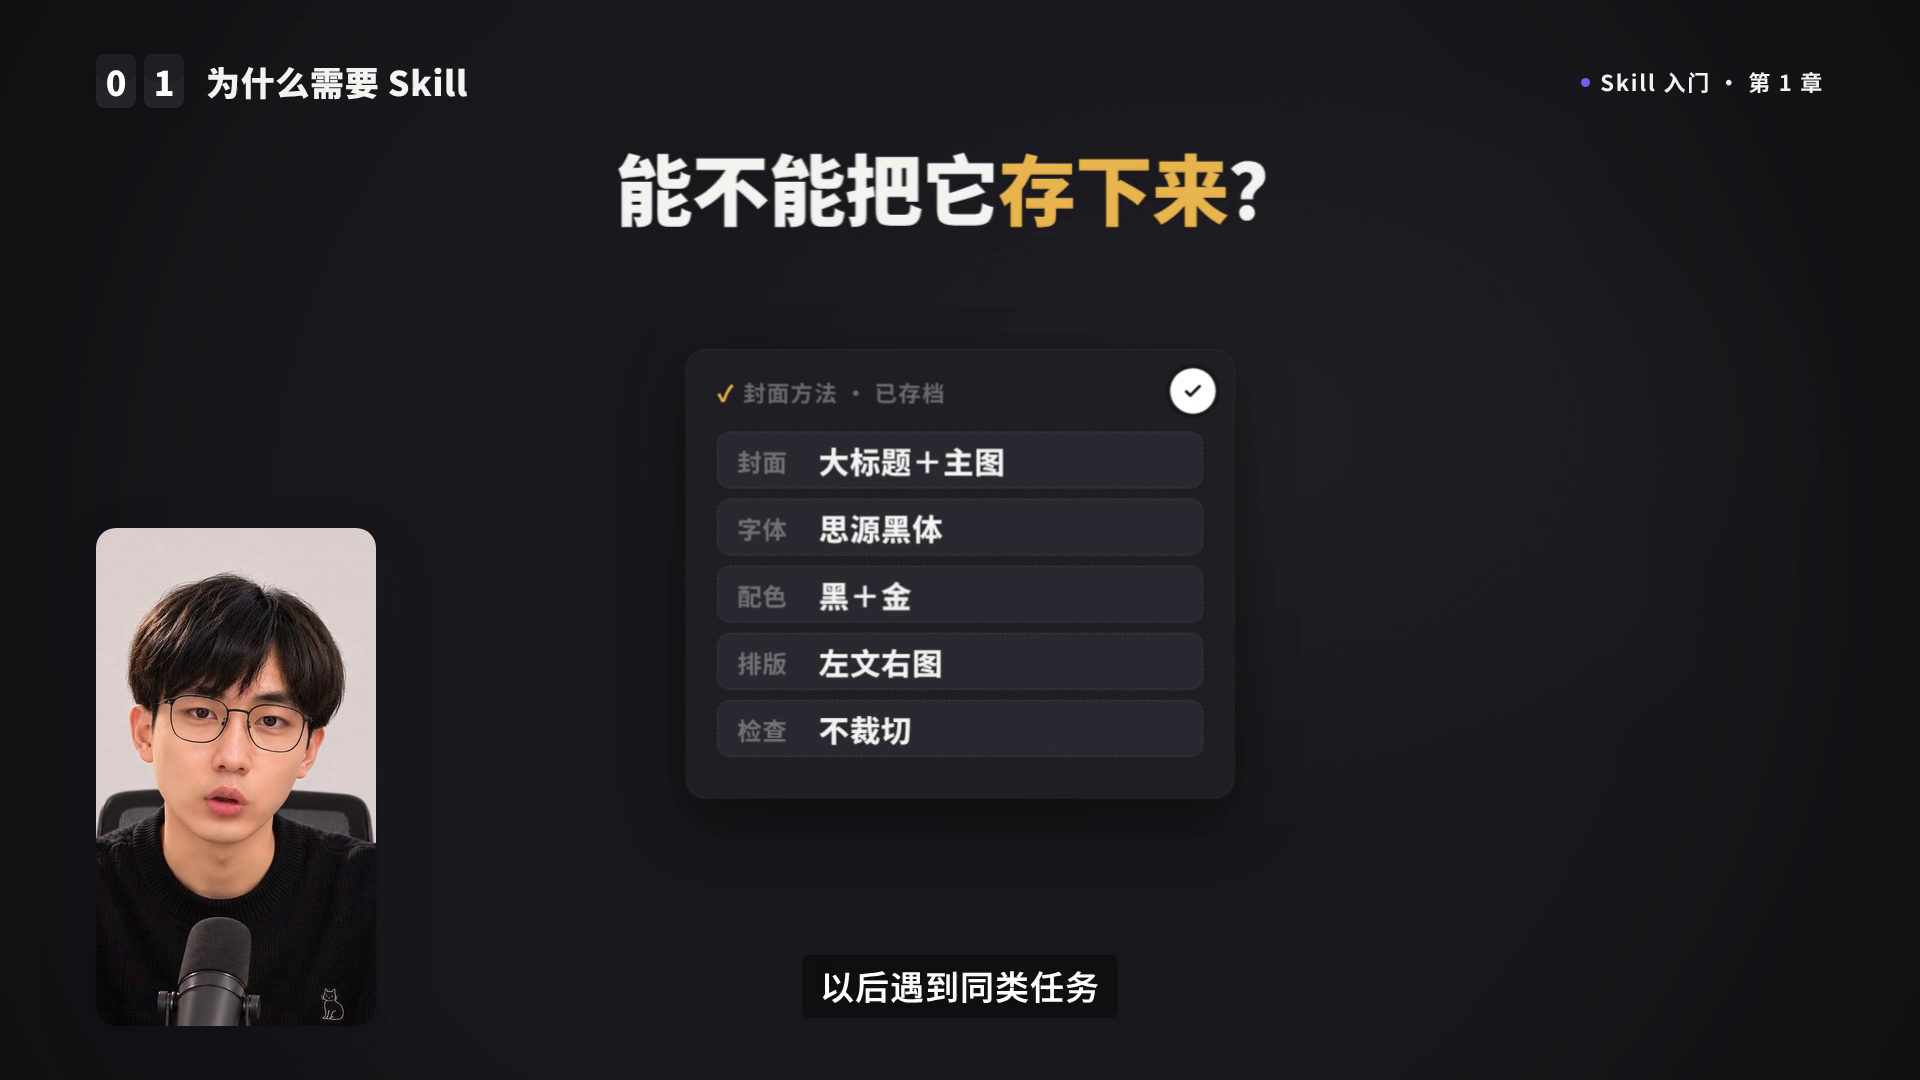 01 为什么需要 Skill
Skill 入门 · 第 1 章
能不能把它存下来?
✓ 封面方法 · 已存档
封面 大标题＋主图
字体 思源黑体
配色 黑＋金
排版 左文右图
检查 不裁切
以后遇到同类任务